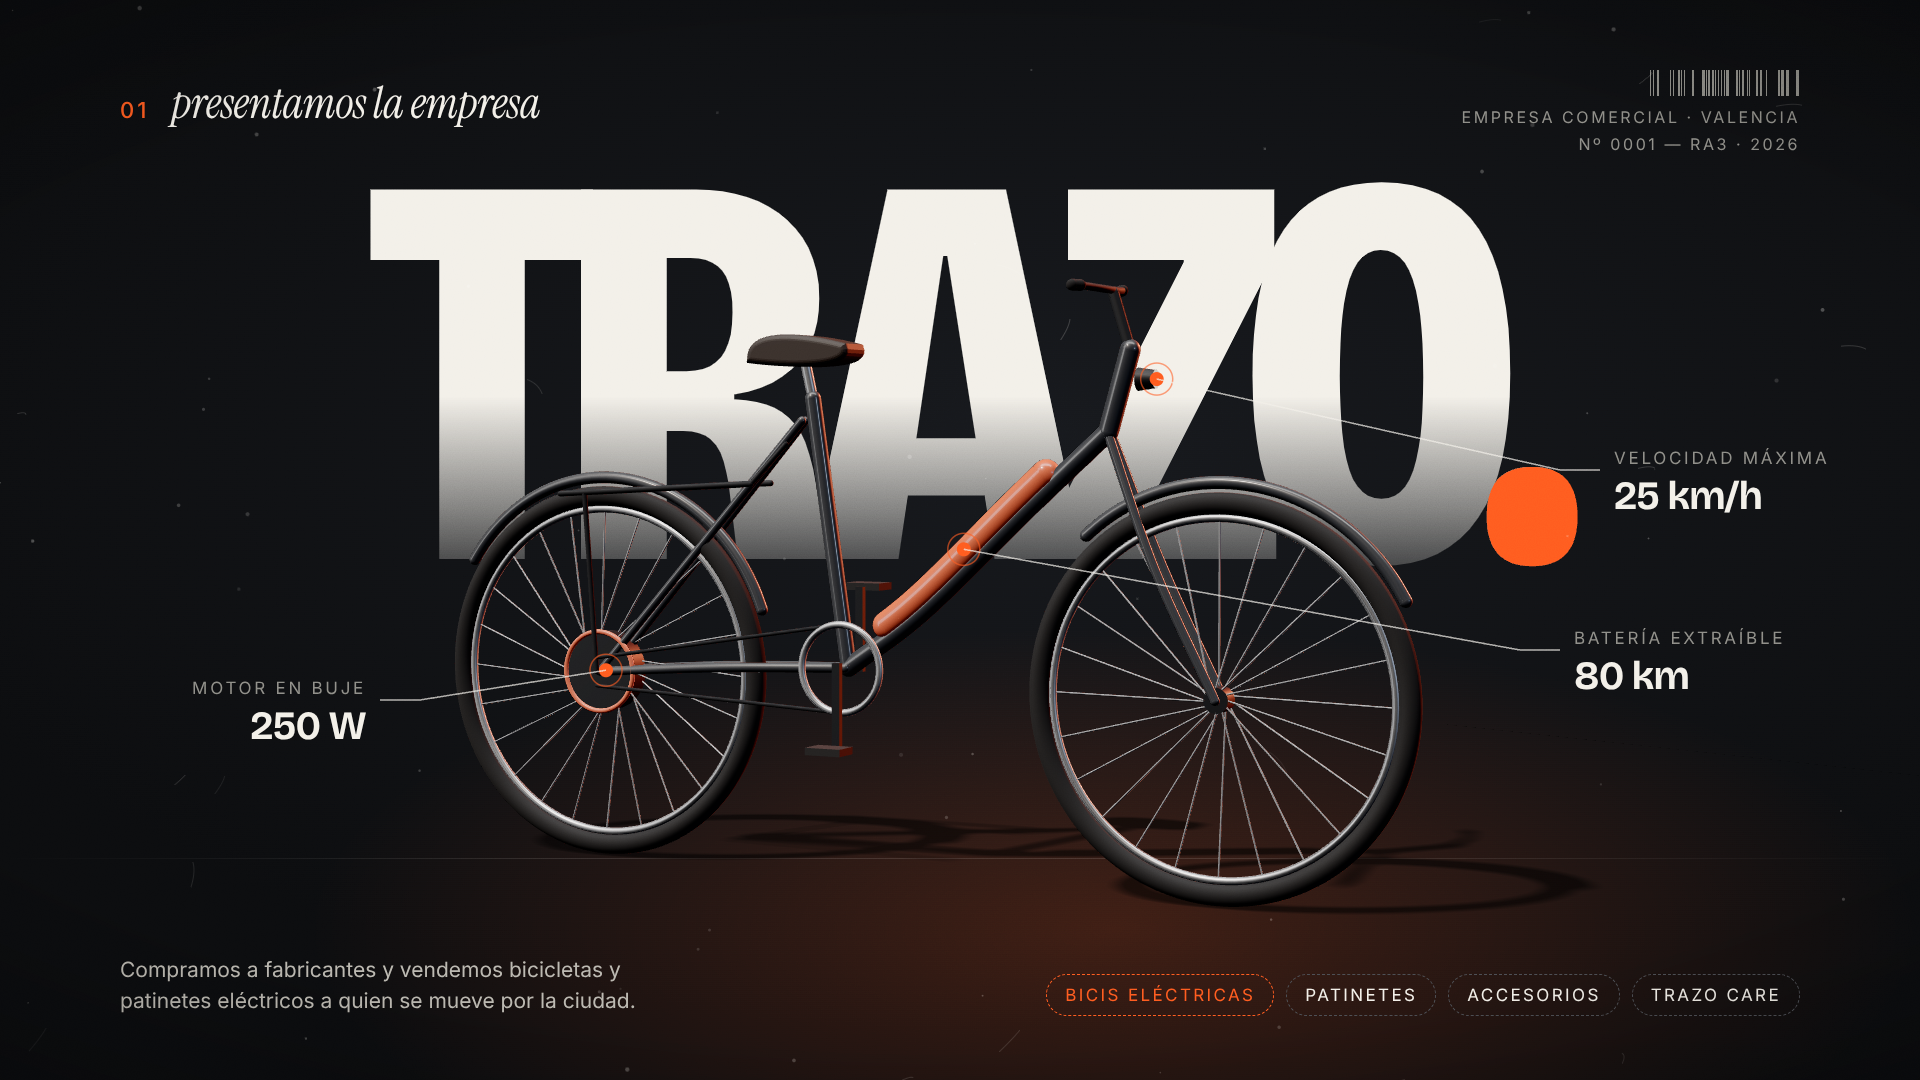 01 presentamos la empresa
EMPRESA COMERCIAL · VALENCIA
Nº 0001 — RA3 · 2026
TRAZO.
VELOCIDAD MÁXIMA
25 km/h
BATERÍA EXTRAÍBLE
80 km
MOTOR EN BUJE
250 W
Compramos a fabricantes y vendemos bicicletas y
patinetes eléctricos a quien se mueve por la ciudad.
BICIS ELÉCTRICAS PATINETES ACCESORIOS TRAZO CARE